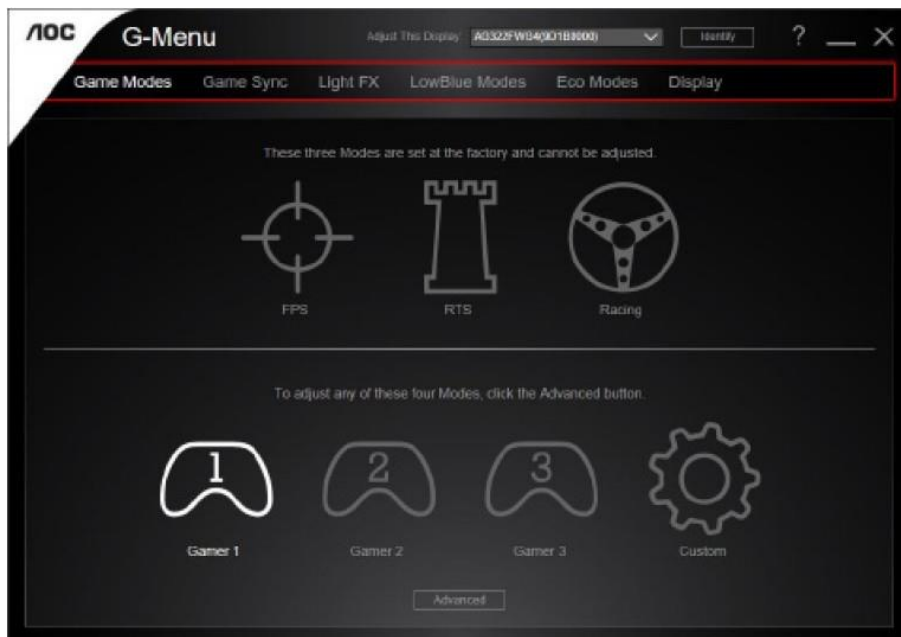 AOC G-Menu Adjust This Display: Identify ?
Game Modes Game Sync Light FX LowBlue Modes Eco Modes Display
These three Modes are set at the factory and cannot be adjusted.
FPS RTS Racing
To adjust any of these four Modes, click the Advanced button.
1 2 3
Gamer 1 Gamer 2 Gamer 3 Custom
Advanced